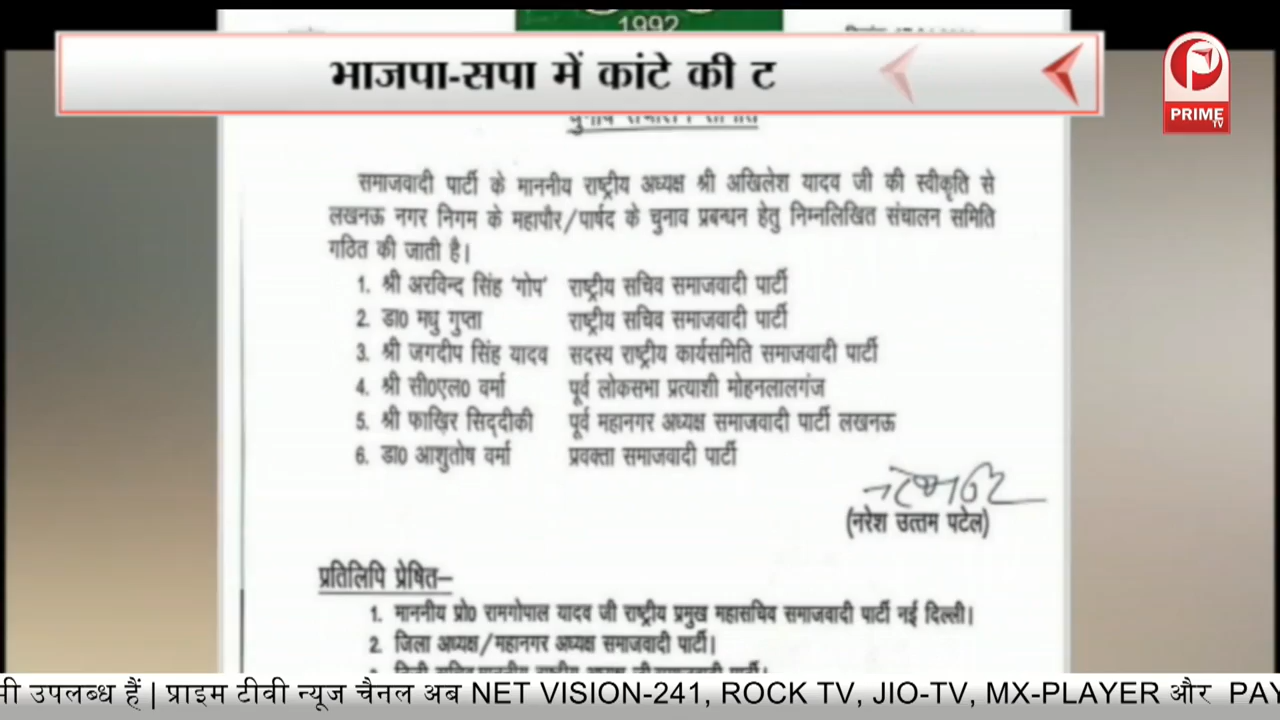 1992
भाजपा-सपा में कांटे की ट
PRIME
TV
समाजवादी पार्टी के माननीय राष्ट्रीय अध्यक्ष श्री अखिलेश यादव जी की स्वीकृति से
लखनऊ नगर निगम के महापौर/पार्षद के चुनाव प्रबन्धन हेतु निम्नलिखित संचालन समिति
गठित की जाती है।
1. श्री अरविन्द सिंह 'गोप' राष्ट्रीय सचिव समाजवादी पार्टी
2. डा0 मधु गुप्ता राष्ट्रीय सचिव समाजवादी पार्टी
3. श्री जगदीप सिंह यादव सदस्य राष्ट्रीय कार्यसमिति समाजवादी पार्टी
4. श्री सी0एल0 वर्मा पूर्व लोकसभा प्रत्याशी मोहनलालगंज
5. श्री फाख़िर सिद्दीकी पूर्व महानगर अध्यक्ष समाजवादी पार्टी लखनऊ
6. डा0 आशुतोष वर्मा प्रवक्ता समाजवादी पार्टी
(नरेश उत्तम पटेल)
प्रतिलिपि प्रेषित–
1. माननीय प्रो0 रामगोपाल यादव जी राष्ट्रीय प्रमुख महासचिव समाजवादी पार्टी नई दिल्ली।
2. जिला अध्यक्ष/महानगर अध्यक्ष समाजवादी पार्टी।
उपलब्ध हैं | प्राइम टीवी न्यूज चैनल अब NET VISION-241, ROCK TV, JIO-TV, MX-PLAYER और PAY